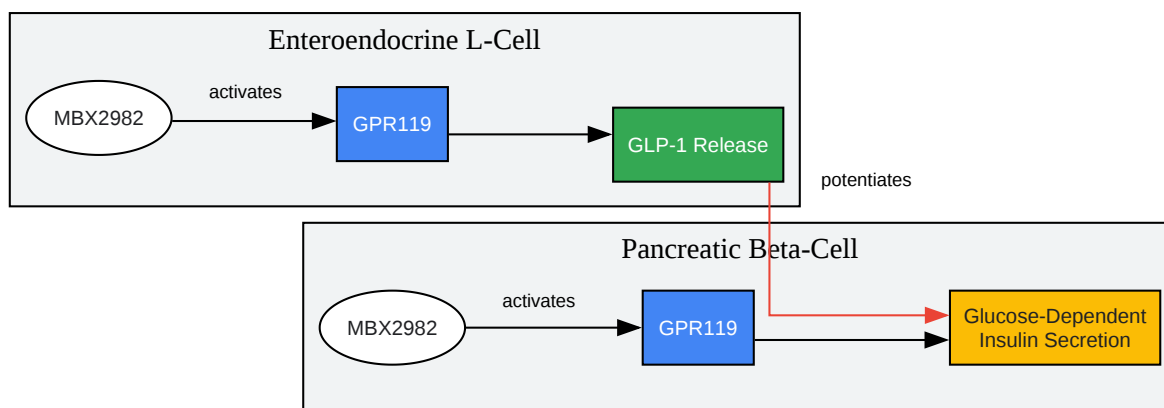 Enteroendocrine L-Cell
MBX2982
activates
GPR119
GLP-1 Release
potentiates
Pancreatic Beta-Cell
MBX2982
activates
GPR119
Glucose-Dependent
Insulin Secretion